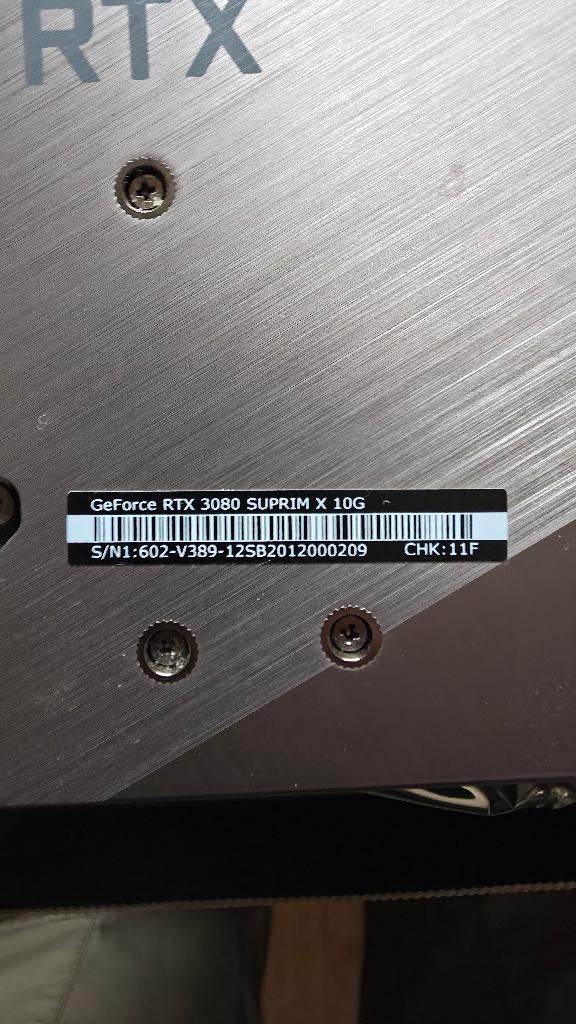 RTX
GeForce RTX 3080 SUPRIM X 10G
S/N1:602-V389-12SB2012000209 CHK:11F